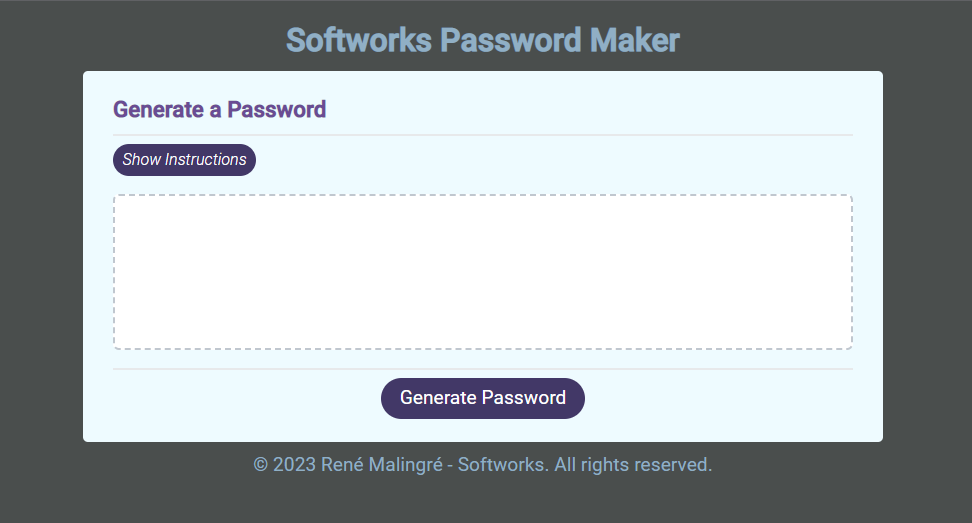 Softworks Password Maker
Generate a Password
Show Instructions
Generate Password
© 2023 René Malingré - Softworks. All rights reserved.